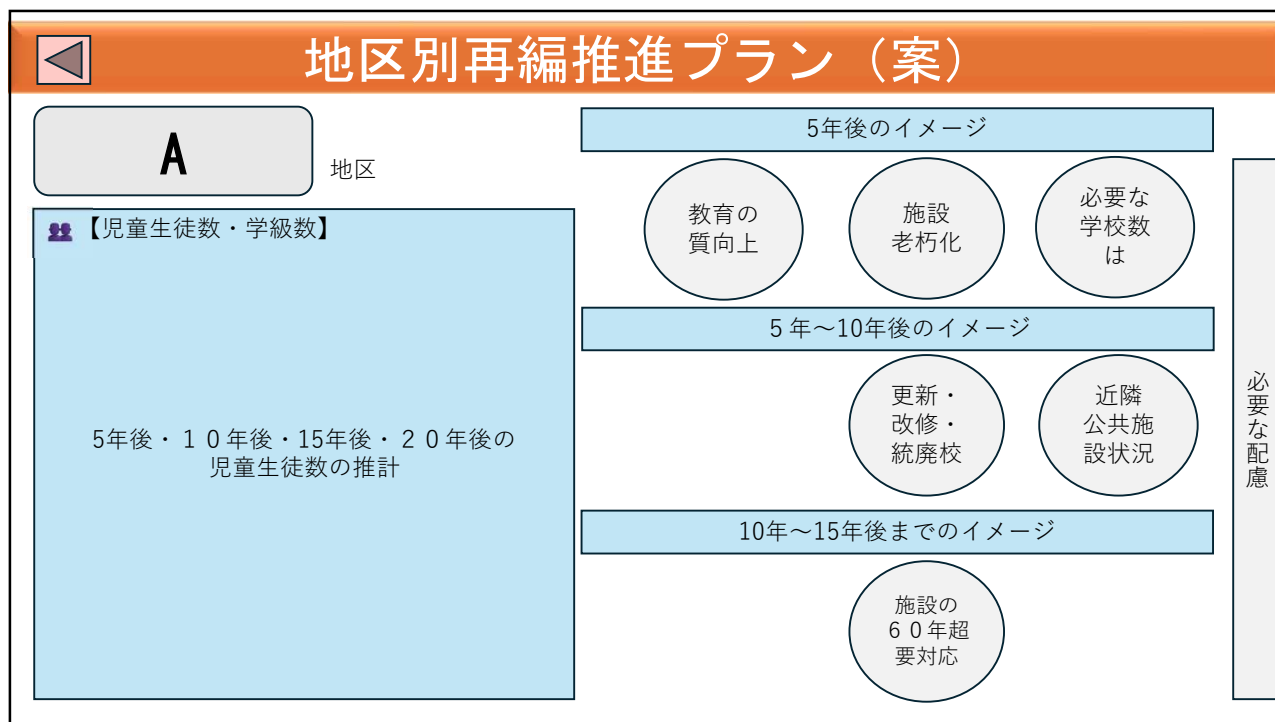 地区別再編推進プラン（案）
A
地区
【児童生徒数・学級数】
5年後・１０年後・15年後・２０年後の
児童生徒数の推計
5年後のイメージ
教育の
質向上
施設
老朽化
必要な
学校数
は
５年～10年後のイメージ
更新・
改修・
統廃校
近隣
公共施
設状況
10年～15年後までのイメージ
施設の
６０年超
要対応
必要な配慮